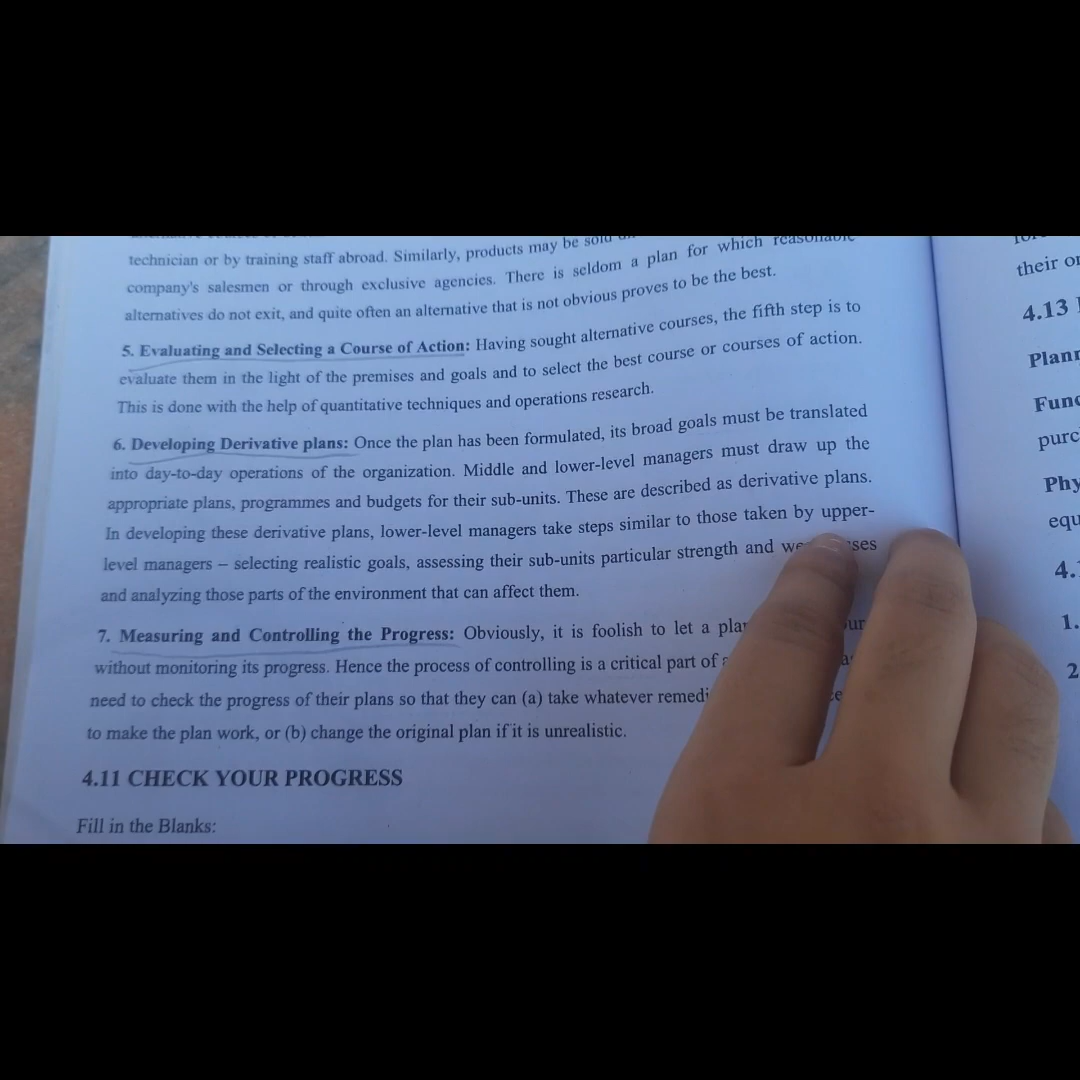 technician or by training staff abroad. Similarly, products may be sold
company's salesmen or through exclusive agencies. There is seldom a plan for which reasonable
alternatives do not exit, and quite often an alternative that is not obvious proves to be the best.
5. Evaluating and Selecting a Course of Action: Having sought alternative courses, the fifth step is to
evaluate them in the light of the premises and goals and to select the best course or courses of action.
This is done with the help of quantitative techniques and operations research.
6. Developing Derivative plans: Once the plan has been formulated, its broad goals must be translated
into day-to-day operations of the organization. Middle and lower-level managers must draw up the
appropriate plans, programmes and budgets for their sub-units. These are described as derivative plans.
In developing these derivative plans, lower-level managers take steps similar to those taken by upper-
level managers – selecting realistic goals, assessing their sub-units particular strength and
and analyzing those parts of the environment that can affect them.
7. Measuring and Controlling the Progress: Obviously, it is foolish to let a
without monitoring its progress. Hence the process of controlling is a critical part of
need to check the progress of their plans so that they can (a) take whatever
to make the plan work, or (b) change the original plan if it is unrealistic.
4.11 CHECK YOUR PROGRESS
Fill in the Blanks:
their
4.13
1.
2